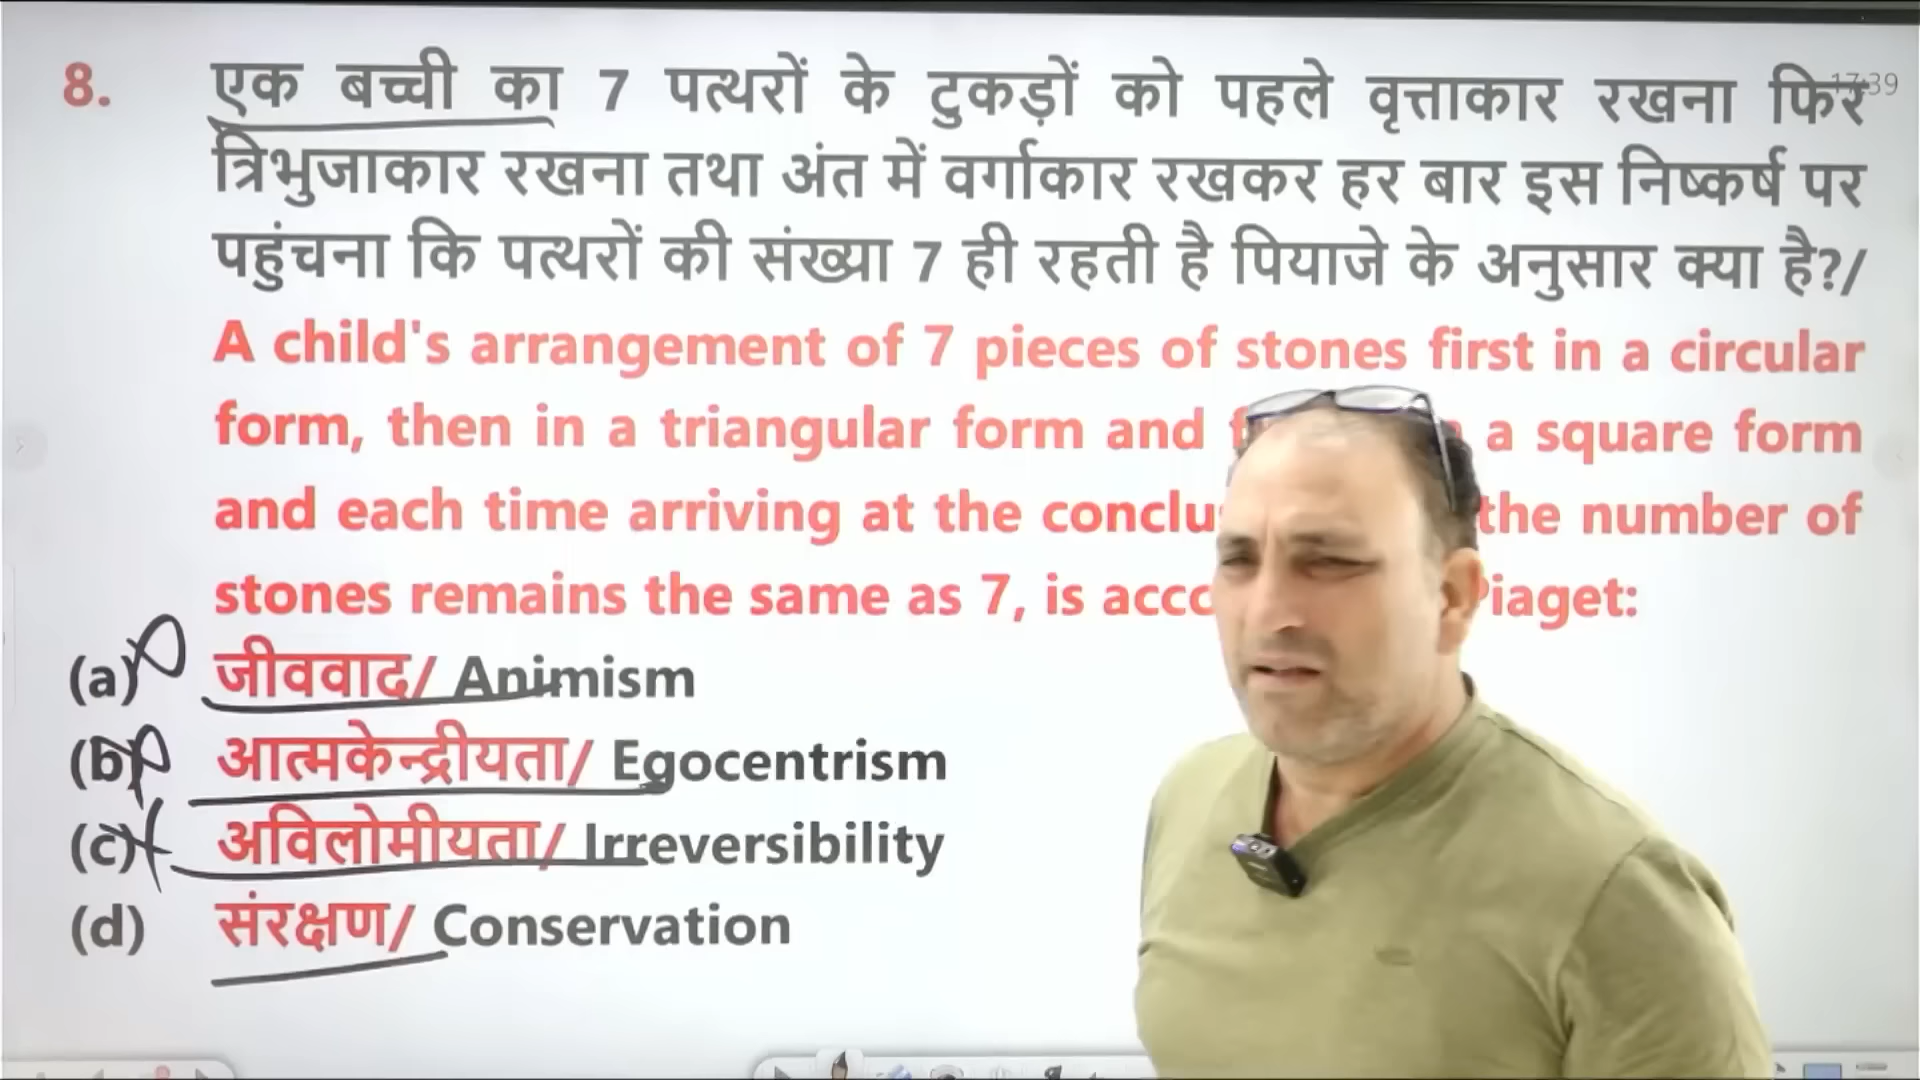 17:39
8. एक बच्ची का 7 पत्थरों के टुकड़ों को पहले वृत्ताकार रखना फिर
त्रिभुजाकार रखना तथा अंत में वर्गाकार रखकर हर बार इस निष्कर्ष पर
पहुंचना कि पत्थरों की संख्या 7 ही रहती है पियाजे के अनुसार क्या है?/
A child's arrangement of 7 pieces of stones first in a circular
form, then in a triangular form and a square form
and each time arriving at the the number of
stones remains the same as 7, is
(a) जीववाद/ Animism
(b) आत्मकेन्द्रीयता/ Egocentrism
(c) अविलोमीयता/ Irreversibility
(d) संरक्षण/ Conservation